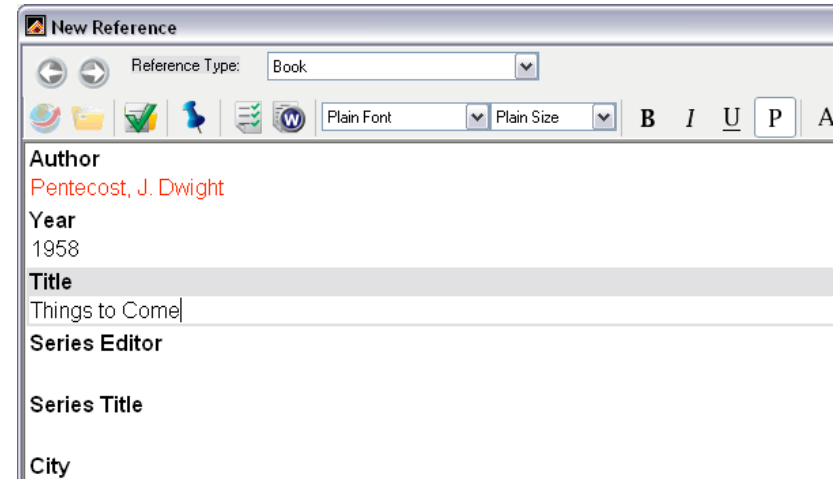 New Reference
Reference Type: Book
W Plain Font Plain Size B I U P A
Author
Pentecost, J. Dwight
Year
1958
Title
Things to Come
Series Editor
Series Title
City